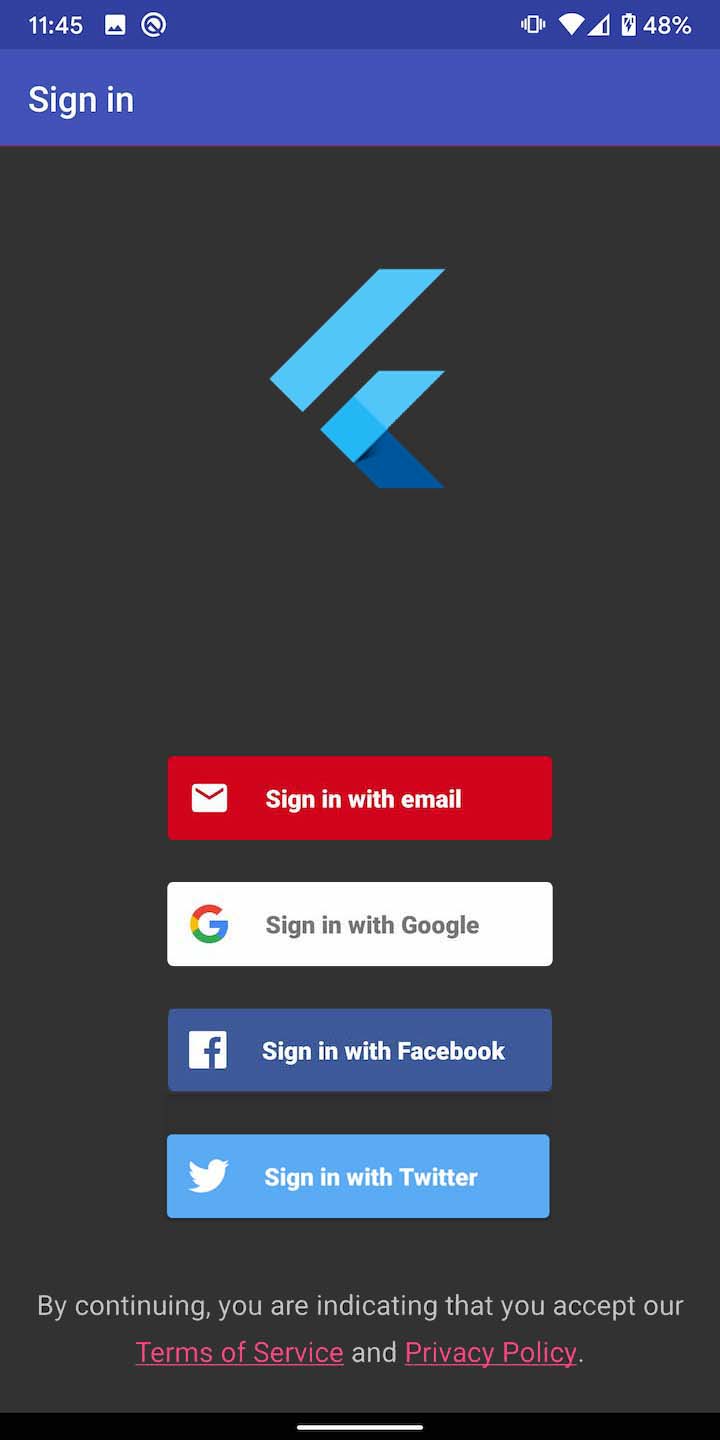 11:45 48%
Sign in
Sign in with email
Sign in with Google
Sign in with Facebook
Sign in with Twitter
By continuing, you are indicating that you accept our
Terms of Service and Privacy Policy.